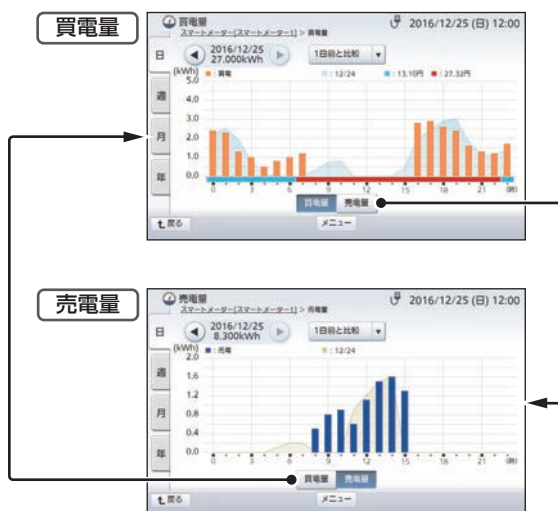 買電量
買電量
2016/12/25 (日) 12:00
スマートメーター[スマートメーター1] > 買電量
日
週
月
年
2016/12/25
27.000kWh
1日前と比較
(kWh)
:買電
:12/24
:13.10円
:27.32円
5.0
4.0
3.0
2.0
1.0
0.0
0 3 6 9 12 15 18 21 (時)
買電量 売電量
戻る
メニュー
売電量
売電量
2016/12/25 (日) 12:00
スマートメーター[スマートメーター1] > 売電量
日
週
月
年
2016/12/25
8.300kWh
1日前と比較
(kWh)
:売電
:12/24
2.0
1.6
1.2
0.8
0.4
0.0
0 3 6 9 12 15 18 21 (時)
買電量 売電量
戻る
メニュー